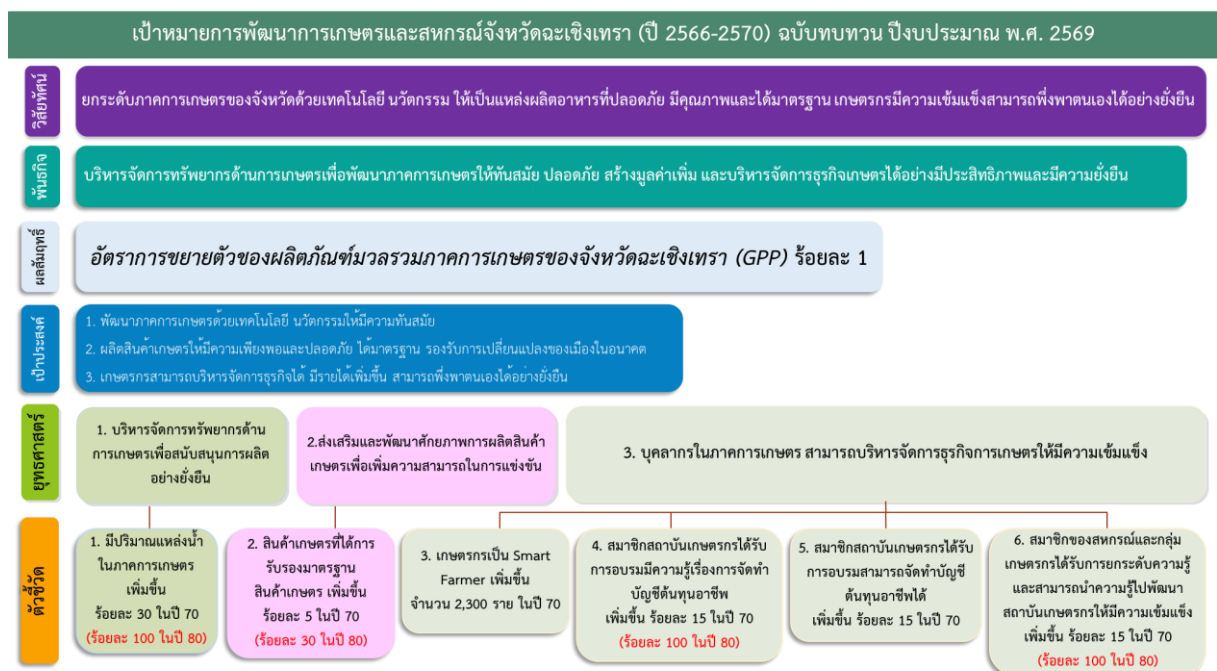 เป้าหมายการพัฒนาการเกษตรและสหกรณ์จังหวัดฉะเชิงเทรา (ปี 2566-2570) ฉบับทบทวน ปีงบประมาณ พ.ศ. 2569
วิสัยทัศน์
ยกระดับภาคการเกษตรของจังหวัดด้วยเทคโนโลยี นวัตกรรม ให้เป็นแหล่งผลิตอาหารที่ปลอดภัย มีคุณภาพและได้มาตรฐาน เกษตรกรมีความเข้มแข็งสามารถพึ่งพาตนเองได้อย่างยั่งยืน
พันธกิจ
บริหารจัดการทรัพยากรด้านการเกษตรเพื่อพัฒนาภาคการเกษตรให้ทันสมัย ปลอดภัย สร้างมูลค่าเพิ่ม และบริหารจัดการธุรกิจเกษตรได้อย่างมีประสิทธิภาพและมีความยั่งยืน
ผลสัมฤทธิ์
อัตราการขยายตัวของผลิตภัณฑ์มวลรวมภาคการเกษตรของจังหวัดฉะเชิงเทรา (GPP) ร้อยละ 1
เป้าประสงค์
1. พัฒนาภาคการเกษตรด้วยเทคโนโลยี นวัตกรรมให้มีความทันสมัย
2. ผลิตสินค้าเกษตรให้มีความเพียงพอและปลอดภัย ได้มาตรฐาน รองรับการเปลี่ยนแปลงของเมืองในอนาคต
3. เกษตรกรสามารถบริหารจัดการธุรกิจได้ มีรายได้เพิ่มขึ้น สามารถพึ่งพาตนเองได้อย่างยั่งยืน
ยุทธศาสตร์
1. บริหารจัดการทรัพยากรด้าน
การเกษตรเพื่อสนับสนุนการผลิต
อย่างยั่งยืน
2.ส่งเสริมและพัฒนาศักยภาพการผลิตสินค้า
เกษตรเพื่อเพิ่มความสามารถในการแข่งขัน
3. บุคลากรในภาคการเกษตร สามารถบริหารจัดการธุรกิจการเกษตรให้มีความเข้มแข็ง
ตัวชี้วัด
1. มีปริมาณแหล่งน้ำ
ในภาคการเกษตร
เพิ่มขึ้น
ร้อยละ 30 ในปี 70
(ร้อยละ 100 ในปี 80)
2. สินค้าเกษตรที่ได้การ
รับรองมาตรฐาน
สินค้าเกษตร เพิ่มขึ้น
ร้อยละ 5 ในปี 70
(ร้อยละ 30 ในปี 80)
3. เกษตรกรเป็น Smart
Farmer เพิ่มขึ้น
จำนวน 2,300 ราย ในปี 70
4. สมาชิกสถาบันเกษตรกรได้รับ
การอบรมมีความรู้เรื่องการจัดทำ
บัญชีต้นทุนอาชีพ
เพิ่มขึ้น ร้อยละ 15 ในปี 70
(ร้อยละ 100 ในปี 80)
5. สมาชิกสถาบันเกษตรกรได้รับ
การอบรมสามารถจัดทำบัญชี
ต้นทุนอาชีพได้
เพิ่มขึ้น ร้อยละ 15 ในปี 70
6. สมาชิกของสหกรณ์และกลุ่ม
เกษตรกรได้รับการยกระดับความรู้
และสามารถนำความรู้ไปพัฒนา
สถาบันเกษตรกรให้มีความเข้มแข็ง
เพิ่มขึ้น ร้อยละ 15 ในปี 70
(ร้อยละ 100 ในปี 80)